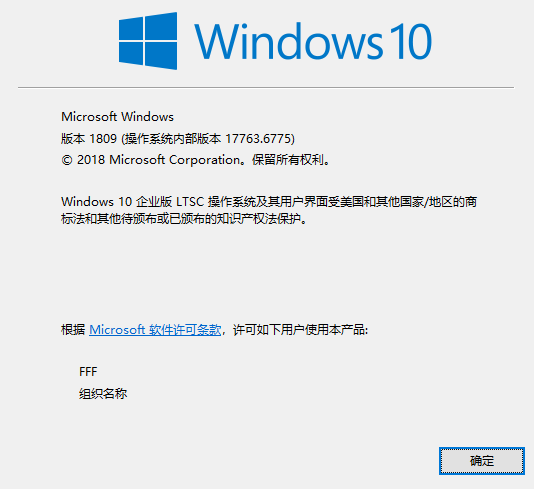 Windows 10
Microsoft Windows
版本 1809 (操作系统内部版本 17763.6775)
© 2018 Microsoft Corporation。保留所有权利。
Windows 10 企业版 LTSC 操作系统及其用户界面受美国和其他国家/地区的商
标法和其他待颁布或已颁布的知识产权法保护。
根据 Microsoft 软件许可条款，许可如下用户使用本产品:
FFF
组织名称
确定